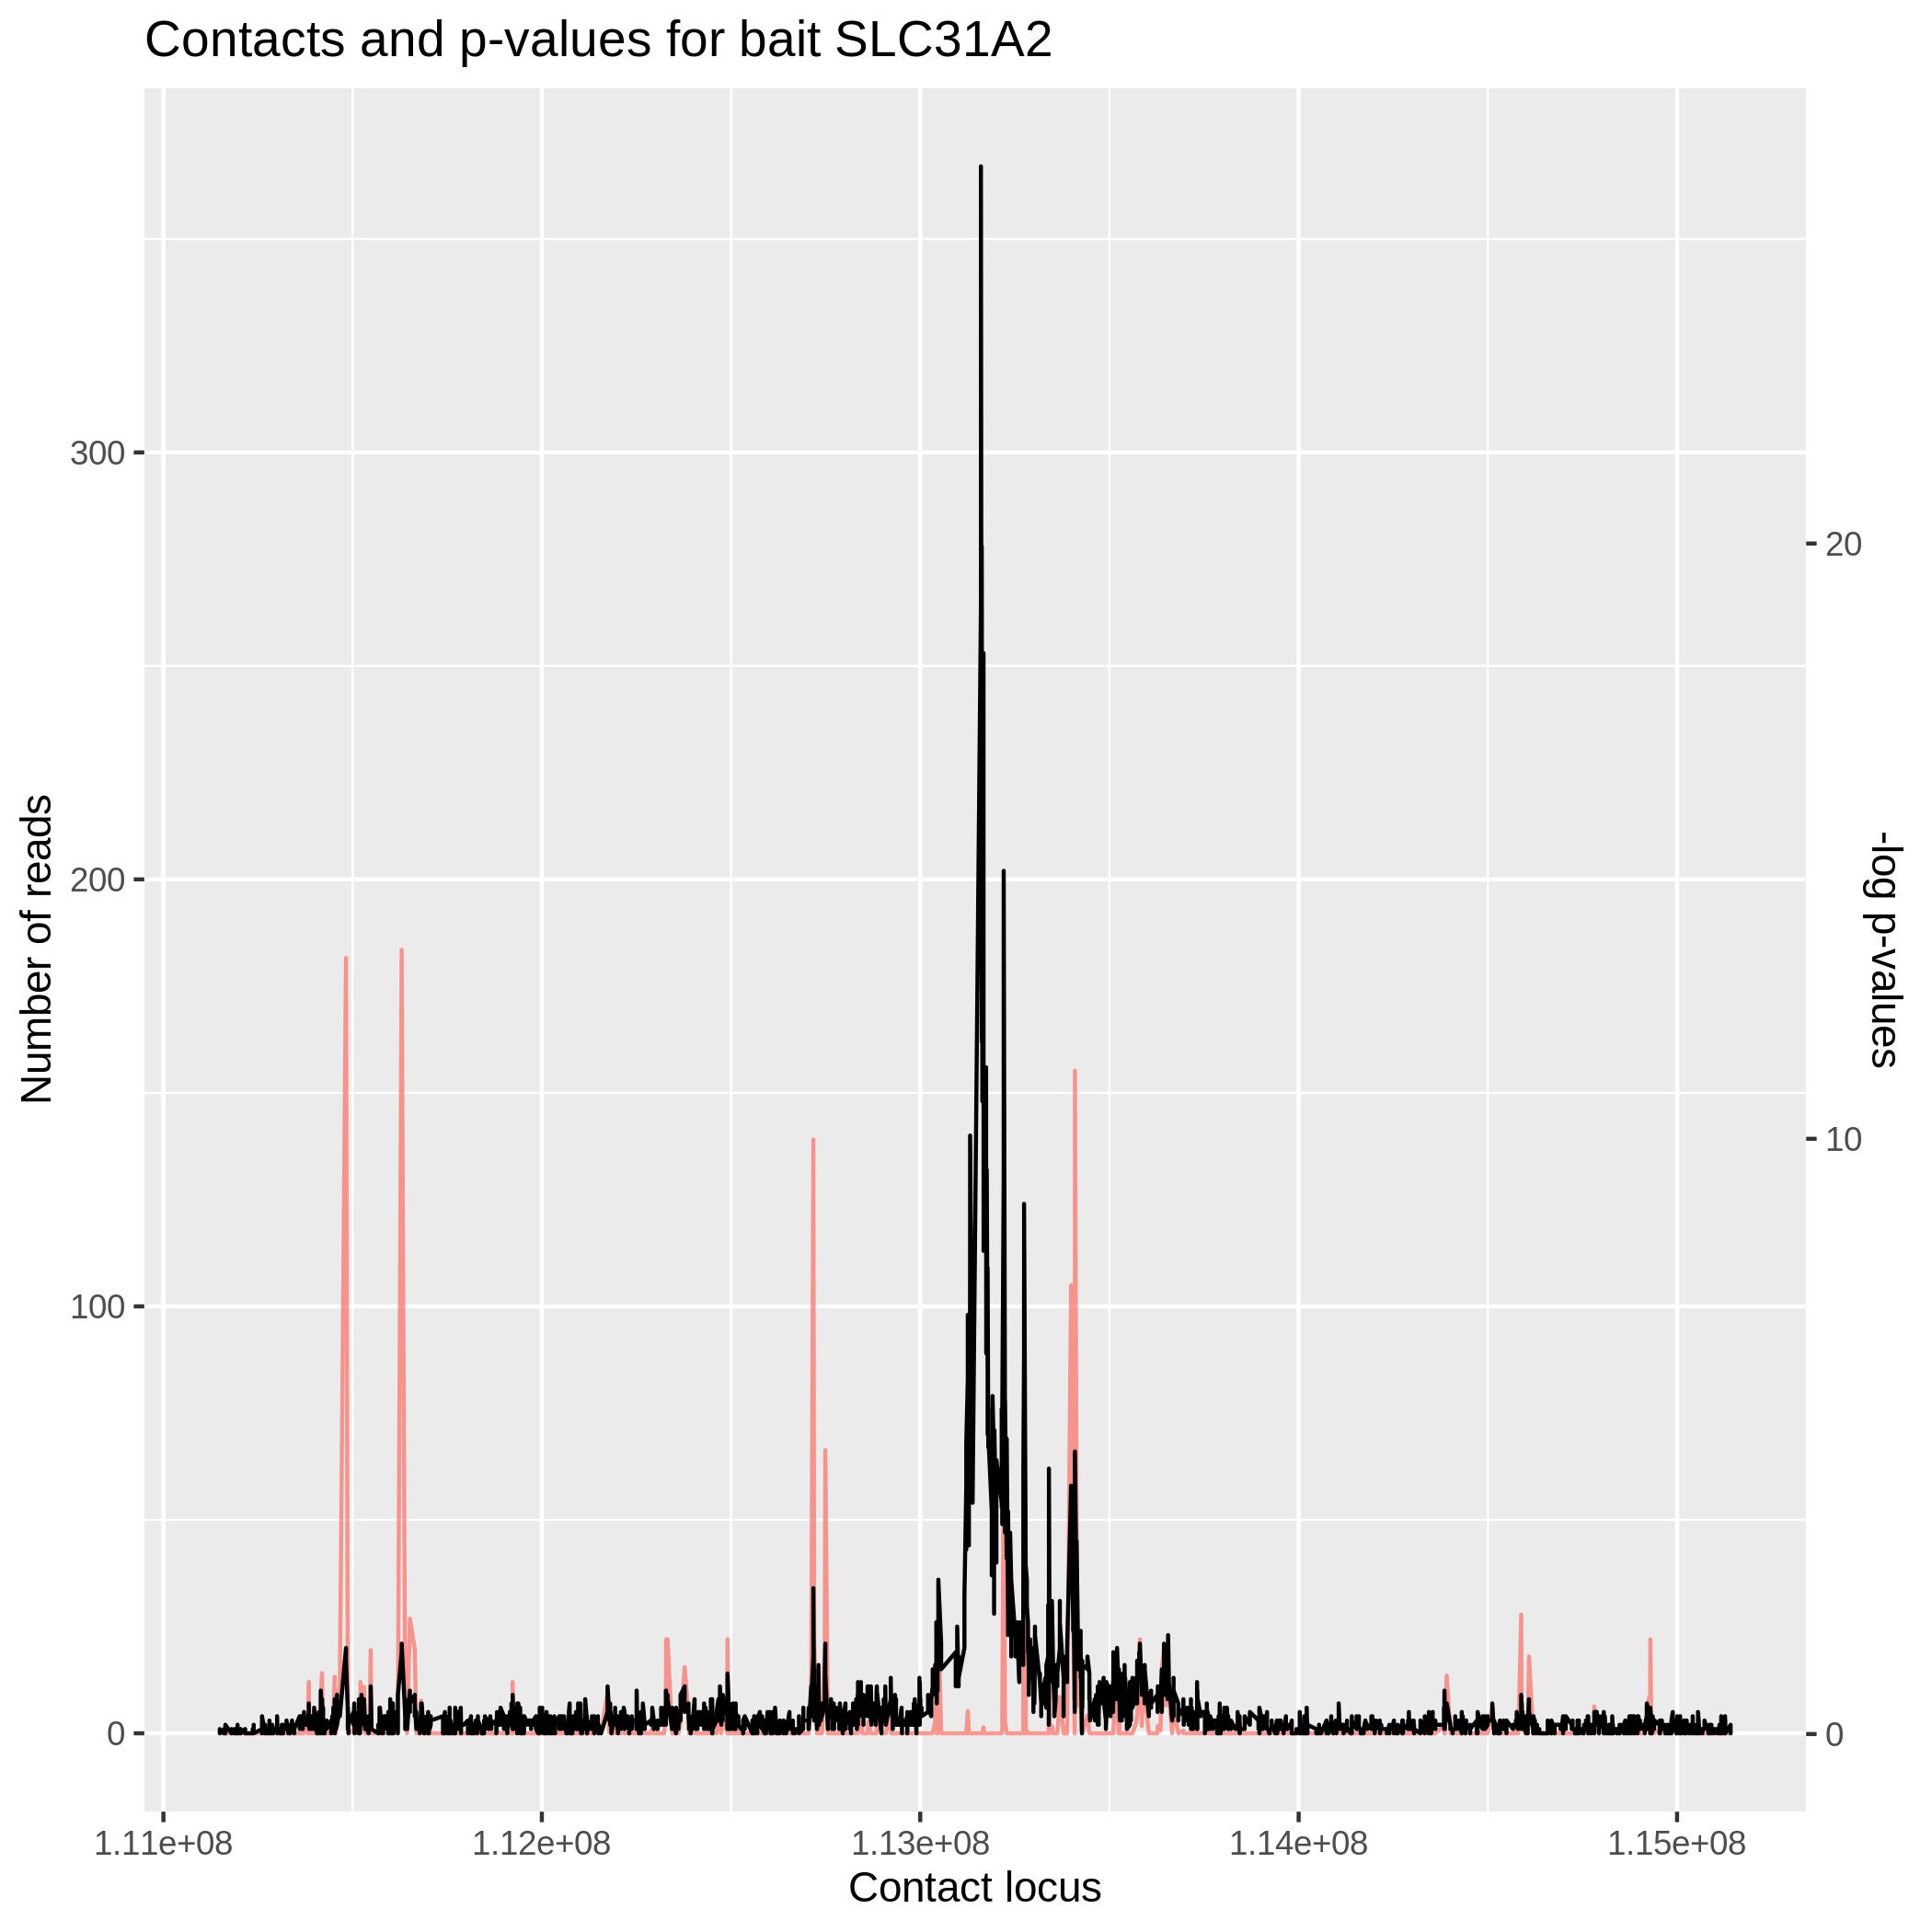 Contacts and p-values for bait SLC31A2
Number of reads
300
200
100
0
20
10
0
-log p-values
1.11e+08
1.12e+08
1.13e+08
1.14e+08
1.15e+08
Contact locus